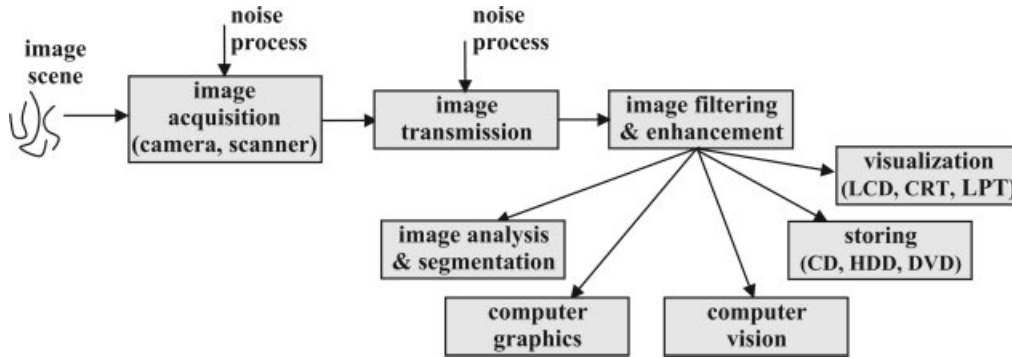 image
scene
noise
process
image
acquisition
(camera, scanner)
noise
process
image
transmission
image filtering
& enhancement
visualization
(LCD, CRT, LPT)
storing
(CD, HDD, DVD)
image analysis
& segmentation
computer
graphics
computer
vision